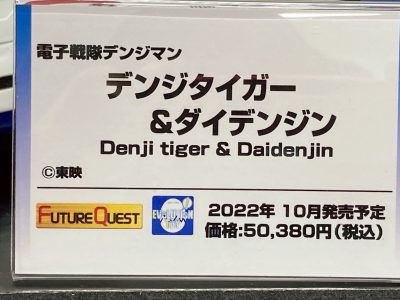 電子戦隊デンジマン
デンジタイガー
&ダイデンジン
Denji tiger & Daidenjin
©東映
FUTURE QUEST
EVOLUTION TOY
2022年 10月発売予定
価格:50,380円(税込)